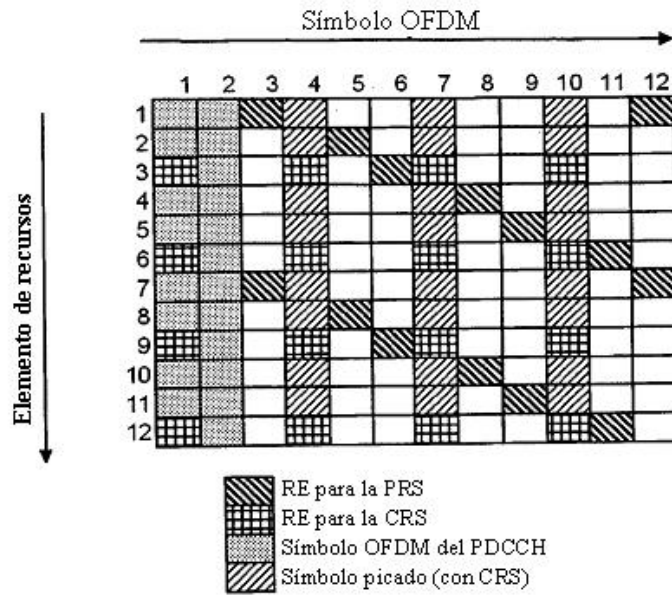 Símbolo OFDM
1 2 3 4 5 6 7 8 9 10 11 12
Elemento de recursos
1
2
3
4
5
6
7
8
9
10
11
12
RE para la PRS
RE para la CRS
Símbolo OFDM del PDCCH
Símbolo picado (con CRS)